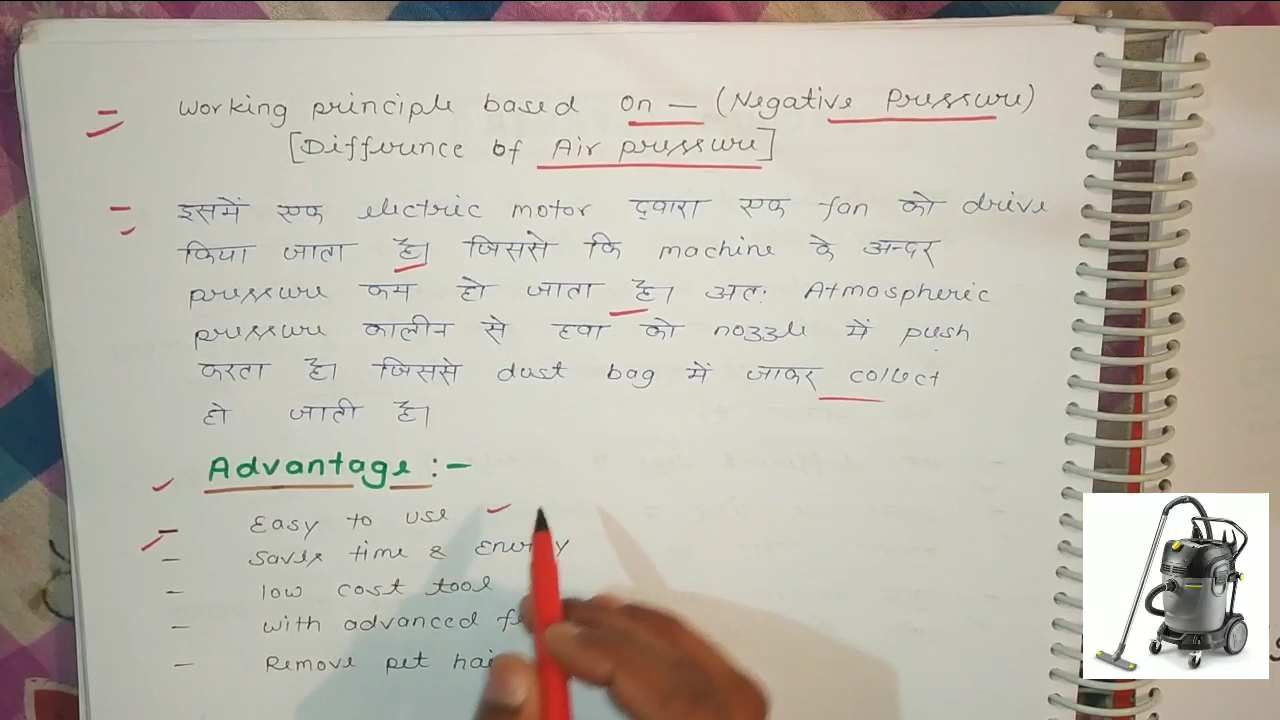 Working principle based on — (Negative Pressure)
[Difference of Air pressure]
इसमें एक electric motor द्वारा एक fan को drive
किया जाता है। जिससे कि machine के अन्दर
pressure कम हो जाता है। अतः Atmospheric
pressure कालीन से हवा को nozzle में push
करता है। जिससे dust bag में जाकर collect
हो जाती है।
Advantage :-
- Easy to use
- Saves time & Energy
- low cost tool
- with advanced
- Remove pet